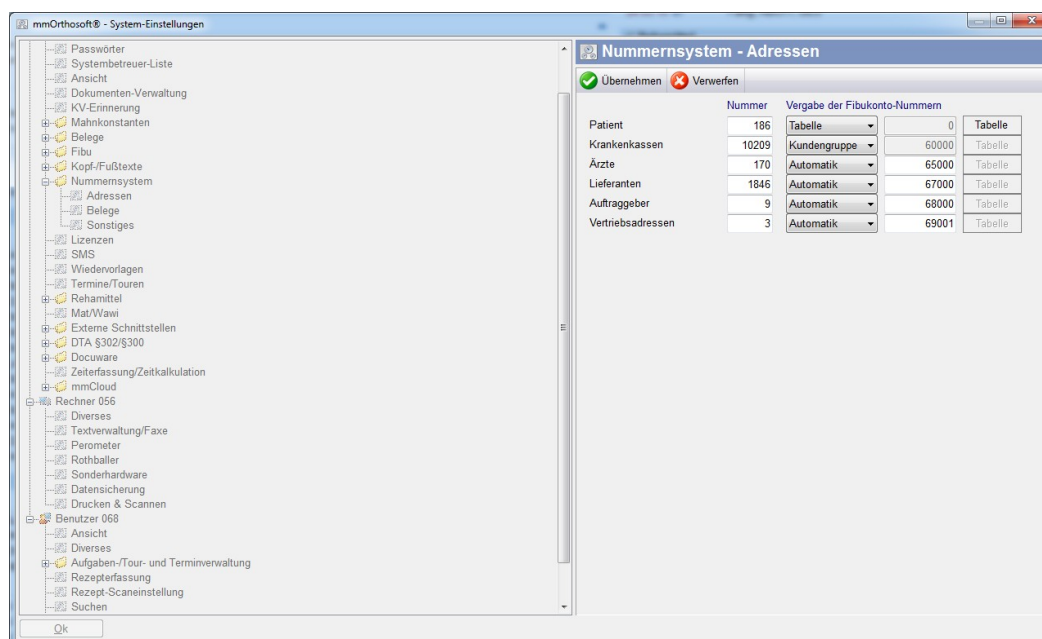 mmOrthosoft® - System-Einstellungen
Passwörter
Systembetreuer-Liste
Ansicht
Dokumenten-Verwaltung
KV-Erinnerung
Mahnkonstanten
Belege
Fibu
Kopf-/Fußtexte
Nummernsystem
Adressen
Belege
Sonstiges
Lizenzen
SMS
Wiedervorlagen
Termine/Touren
Rehamittel
Mat/Wawi
Externe Schnittstellen
DTA §302/§300
Docuware
Zeiterfassung/Zeitkalkulation
mmCloud
Rechner 056
Diverses
Textverwaltung/Faxe
Perometer
Rothballer
Sonderhardware
Datensicherung
Drucken & Scannen
Benutzer 068
Ansicht
Diverses
Aufgaben-/Tour- und Terminverwaltung
Rezepterfassung
Rezept-Scaneinstellung
Suchen
Ok
Nummernsystem - Adressen
Übernehmen Verwerfen
Nummer Vergabe der Fibukonto-Nummern
Patient 186 Tabelle 0 Tabelle
Krankenkassen 10209 Kundengruppe 60000 Tabelle
Ärzte 170 Automatik 65000 Tabelle
Lieferanten 1846 Automatik 67000 Tabelle
Auftraggeber 9 Automatik 68000 Tabelle
Vertriebsadressen 3 Automatik 69001 Tabelle